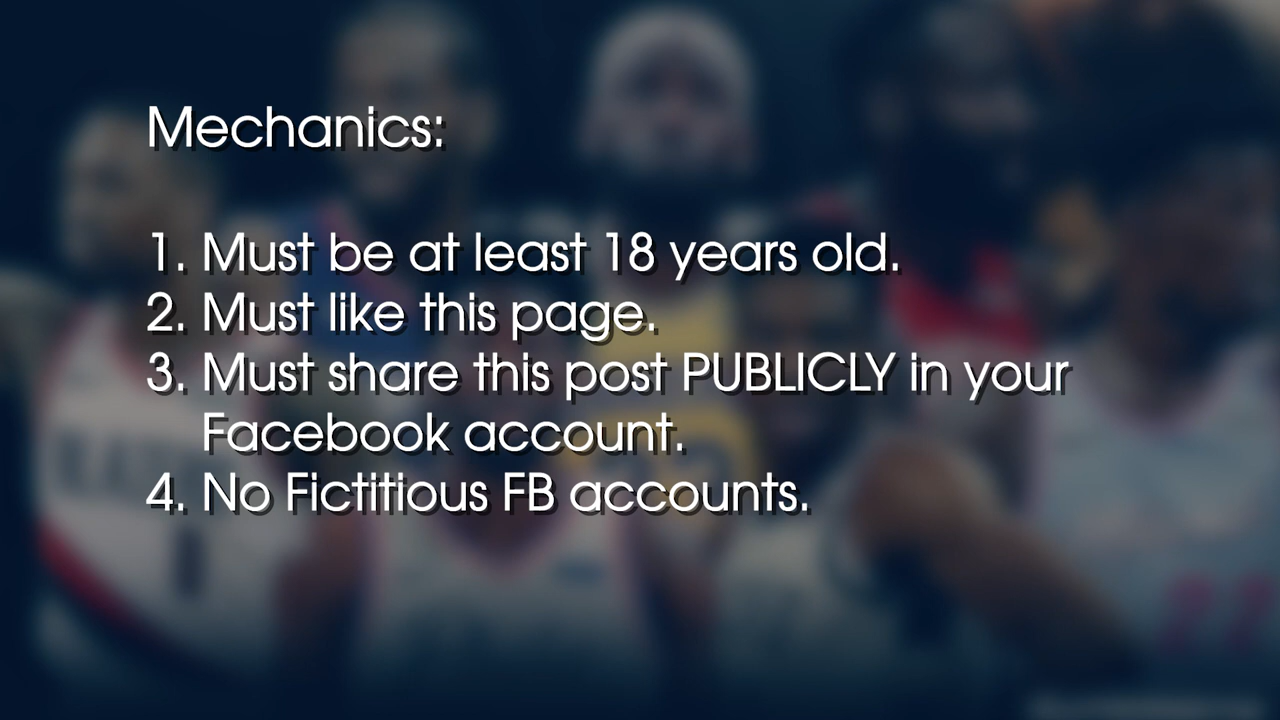 Mechanics:
1. Must be at least 18 years old.
2. Must like this page.
3. Must share this post PUBLICLY in your
Facebook account.
4. No Fictitious FB accounts.